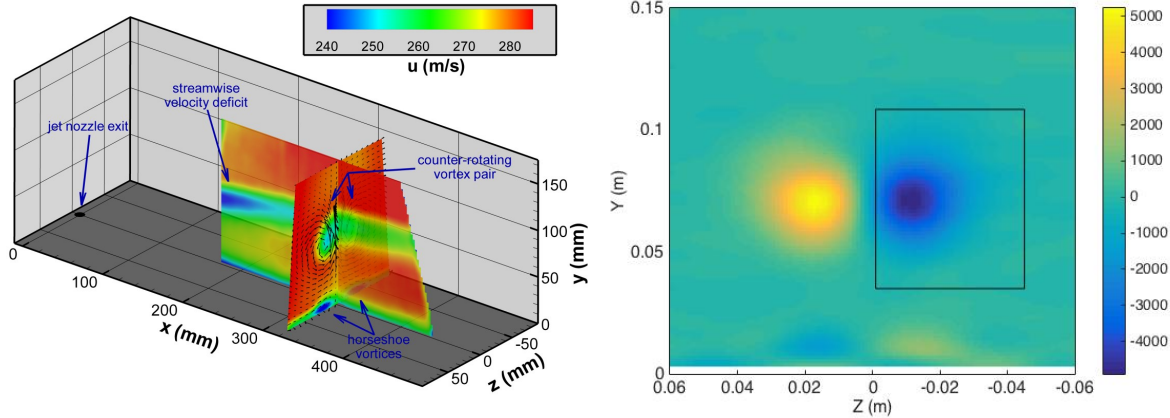 240 250 260 270 280
u (m/s)
streamwise
velocity deficit
jet nozzle exit
counter-rotating
vortex pair
horseshoe
vortices
0
100
200
300
400
x (mm)
50
0
-50
z (mm)
150
100
50
0
y (mm)
0.15
0.1
0.05
0
Y (m)
0.06 0.04 0.02 0 -0.02 -0.04 -0.06
Z (m)
5000
4000
3000
2000
1000
0
-1000
-2000
-3000
-4000